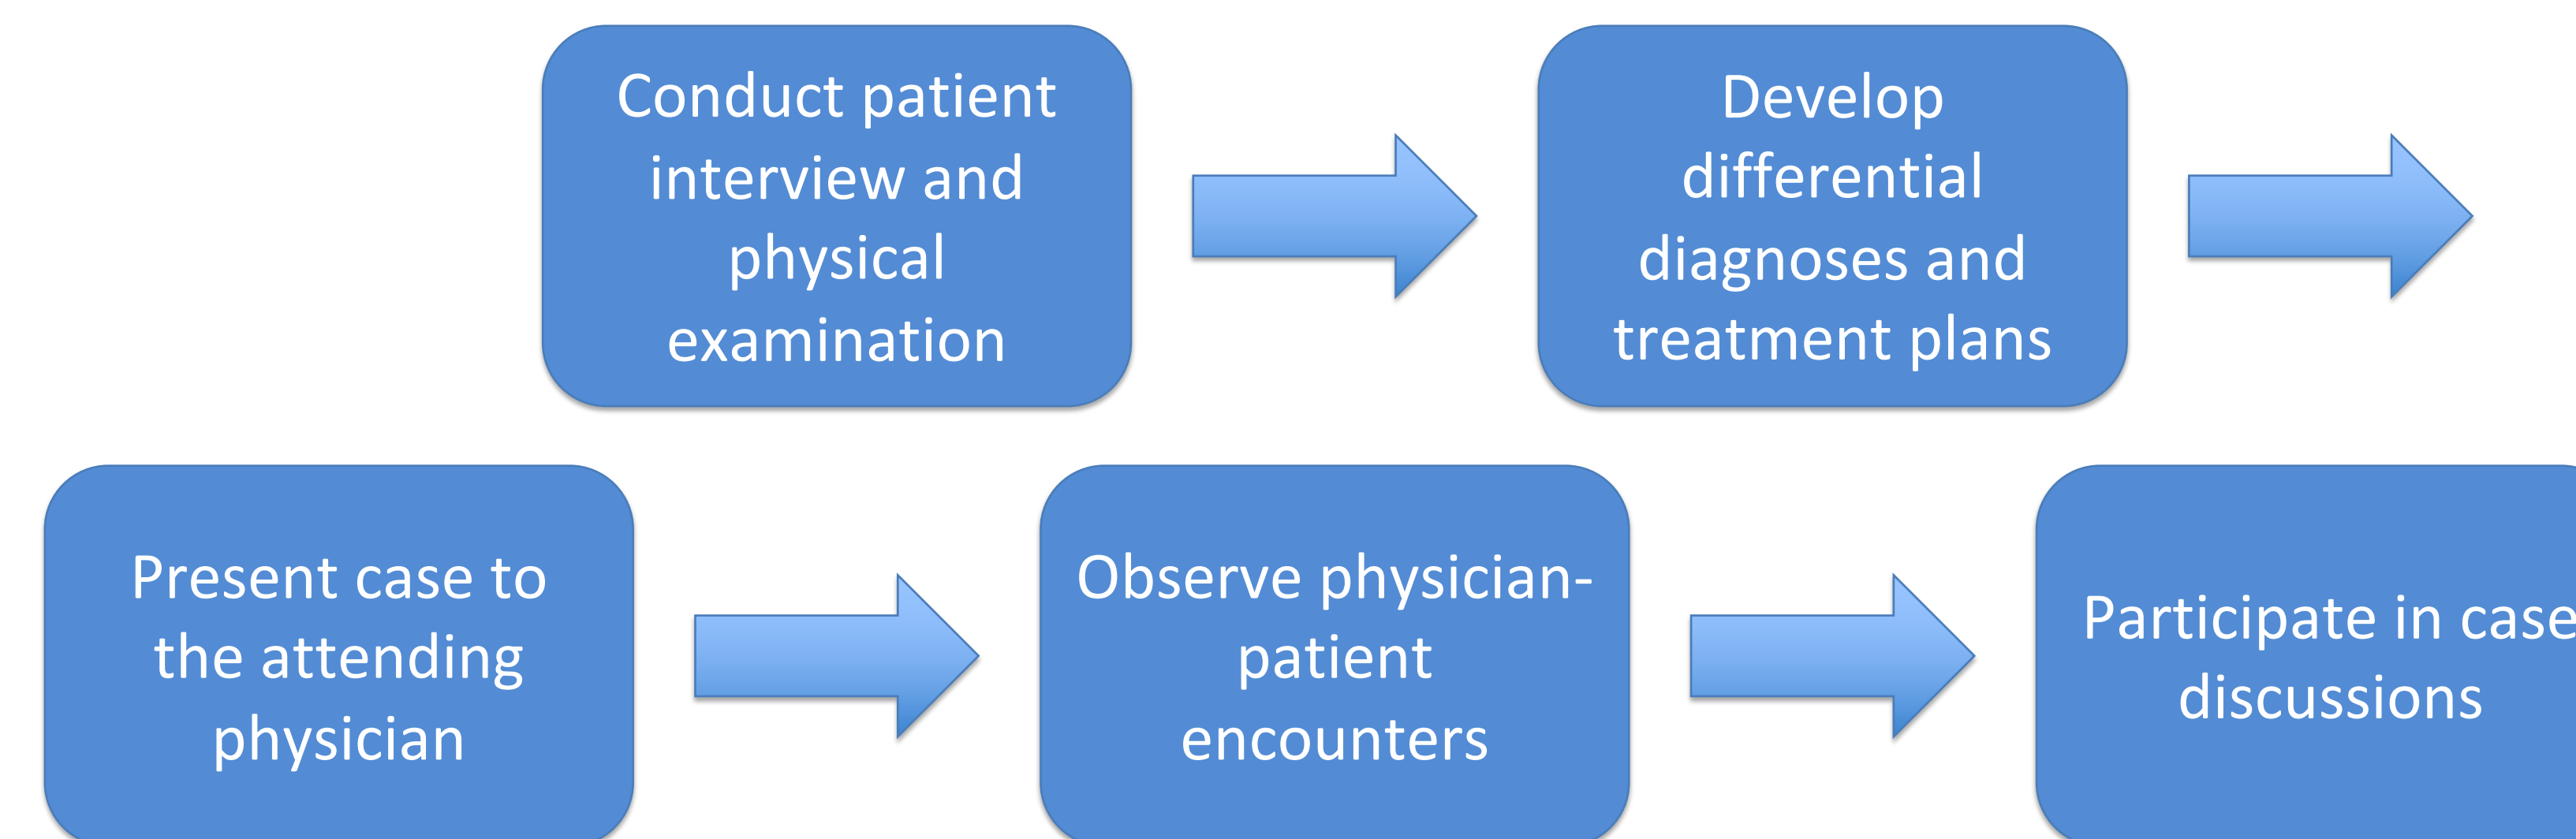 Conduct patient
interview and
physical
examination
Develop
differential
diagnoses and
treatment plans
Present case to
the attending
physician
Observe physician-
patient
encounters
Participate in case
discussions